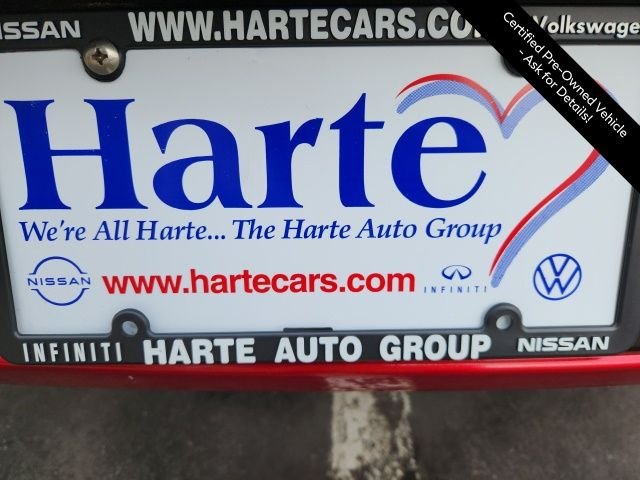 NISSAN WWW.HARTECARS.COM Volkswage
Certified Pre-Owned Vehicle
- Ask for Details!
Harte
We're All Harte... The Harte Auto Group
NISSAN www.hartecars.com INFINITI
INFINITI HARTE AUTO GROUP NISSAN